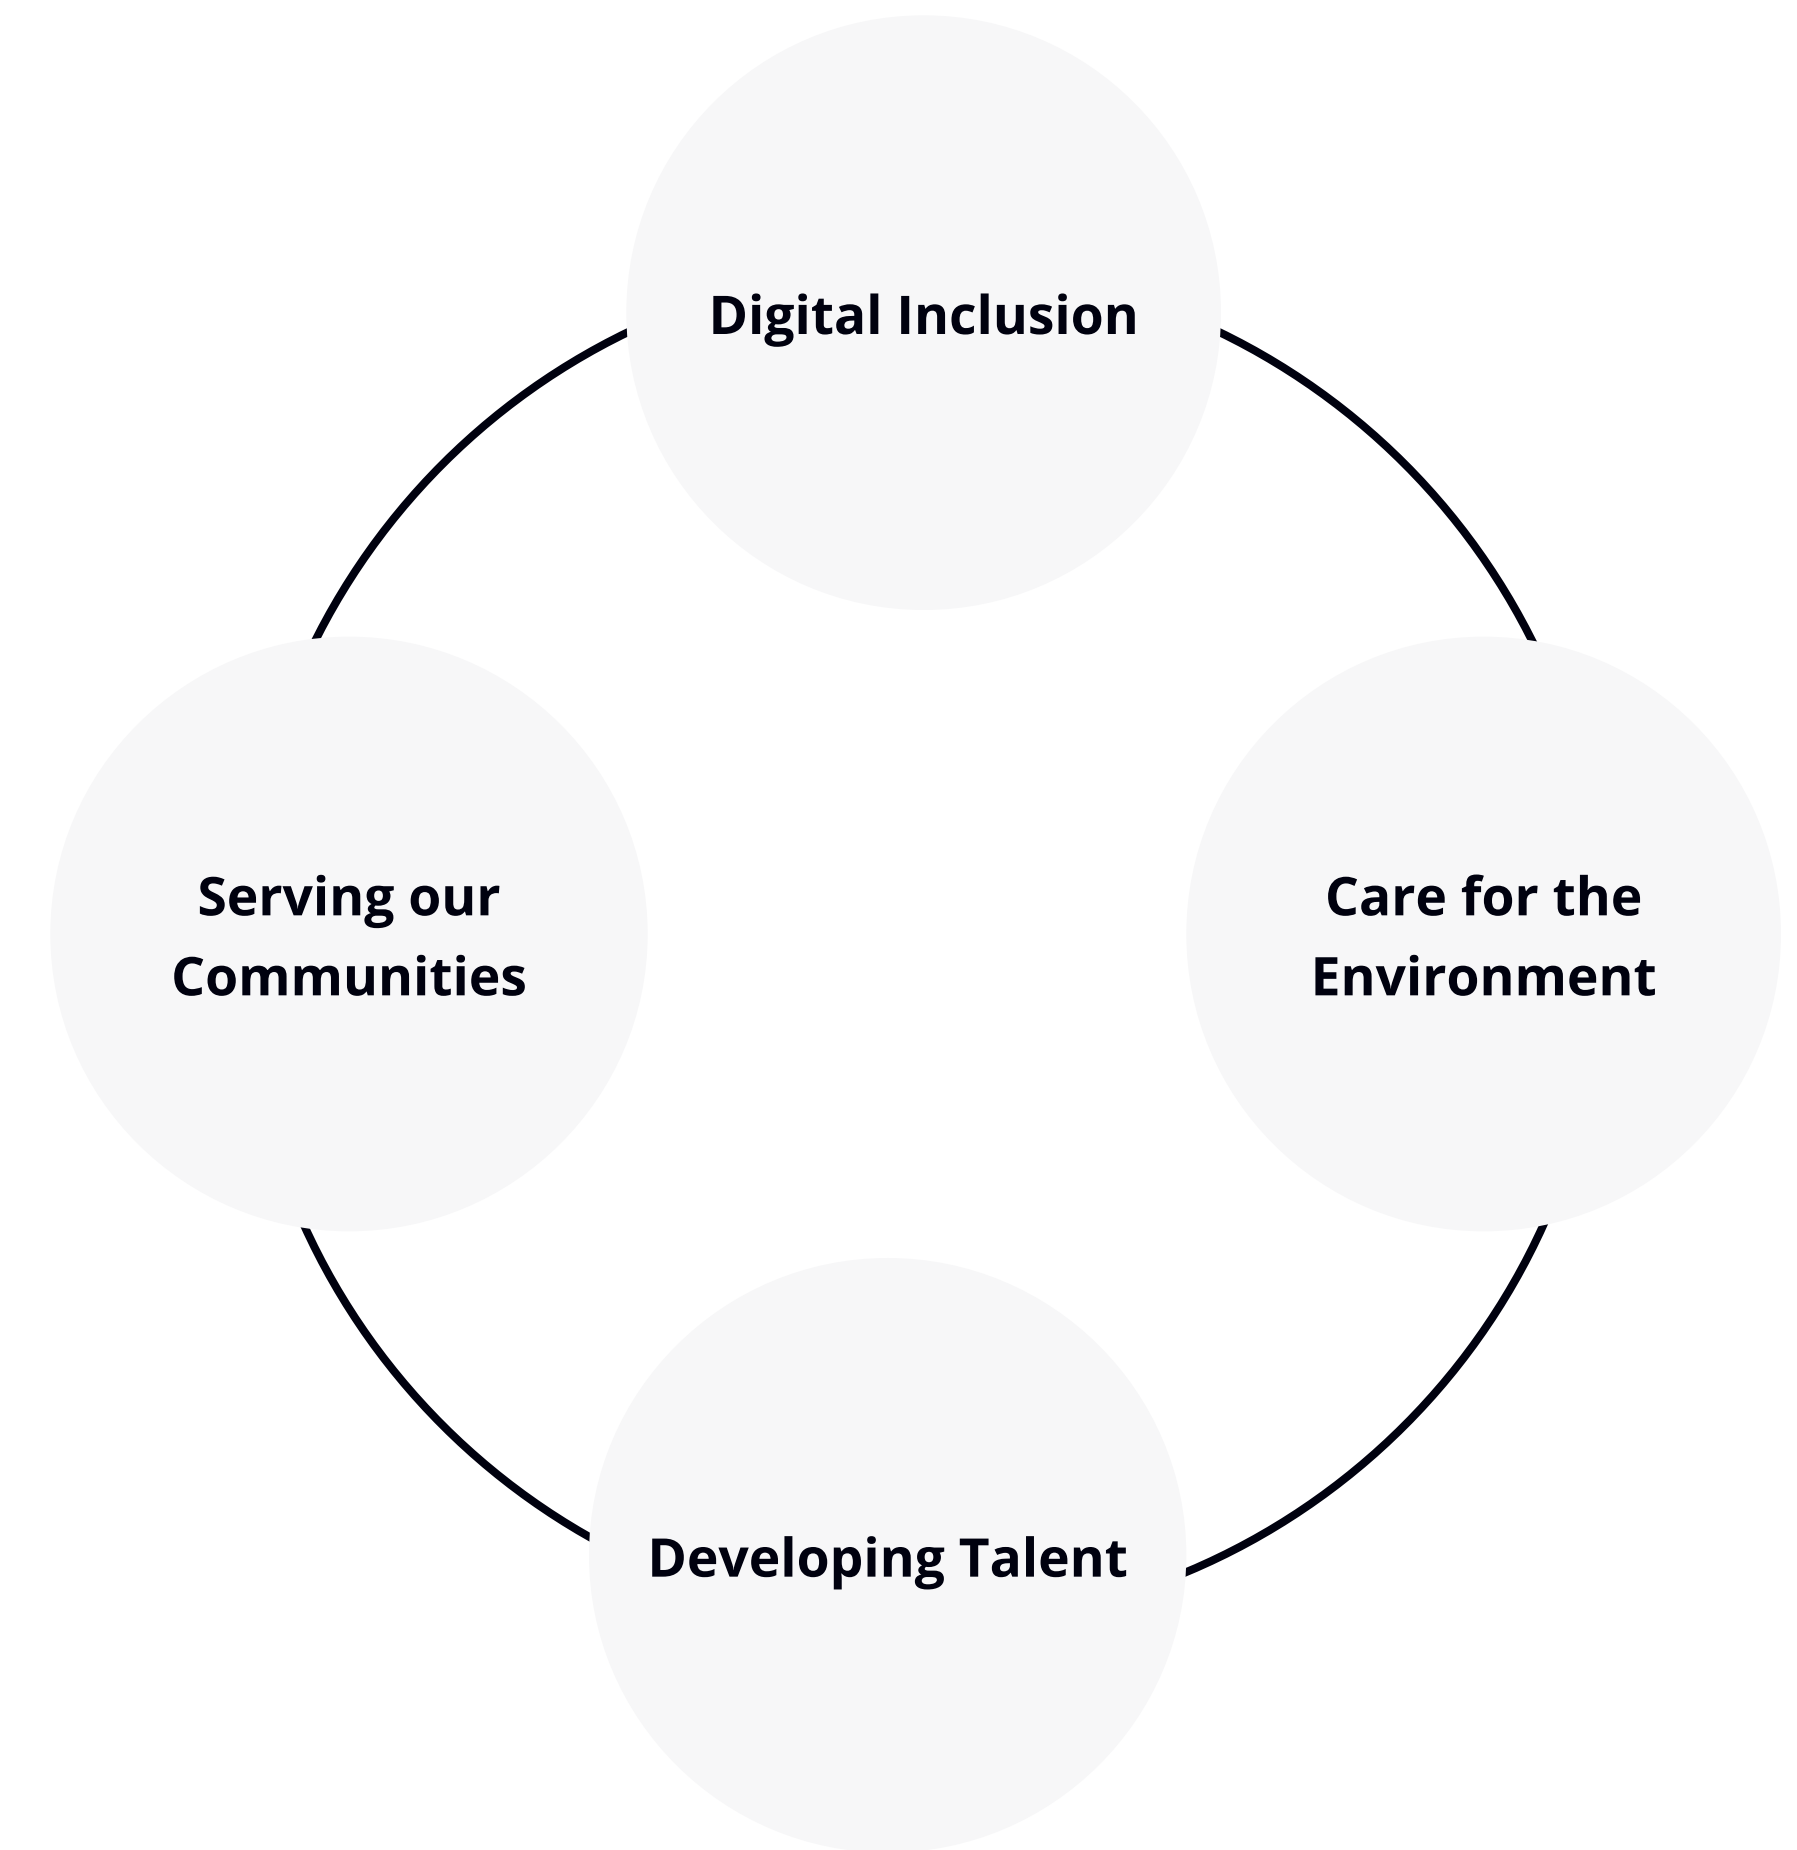 Digital Inclusion
Serving our
Communities
Care for the
Environment
Developing Talent